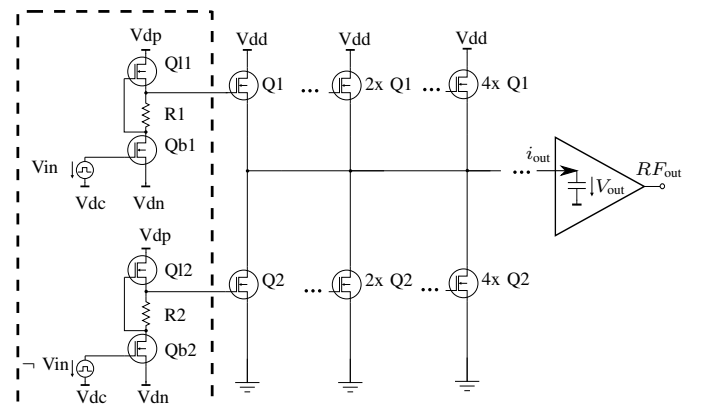 Vdp
Vdd
Vdd
Vdd
Ql1
Q1
2x Q1
4x Q1
...
...
R1
Qb1
Vin
Vdc
Vdn
i_out
...
V_out
RF_out
Vdp
Ql2
Q2
2x Q2
4x Q2
...
...
R2
Qb2
¬ Vin
Vdc
Vdn